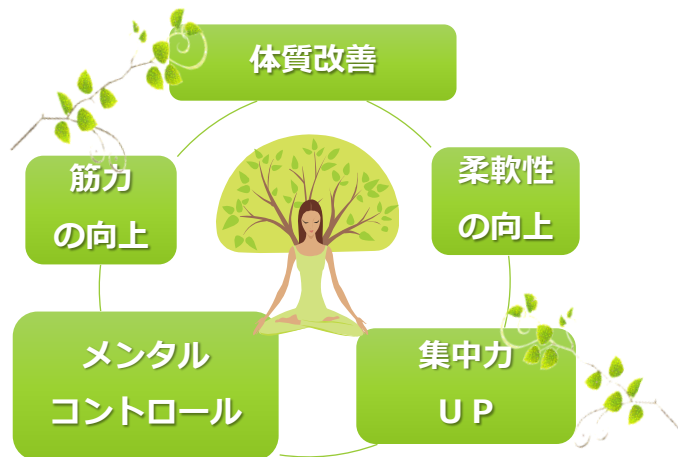 体質改善
筋力
の向上
柔軟性
の向上
メンタル
コントロール
集中力
ＵＰ